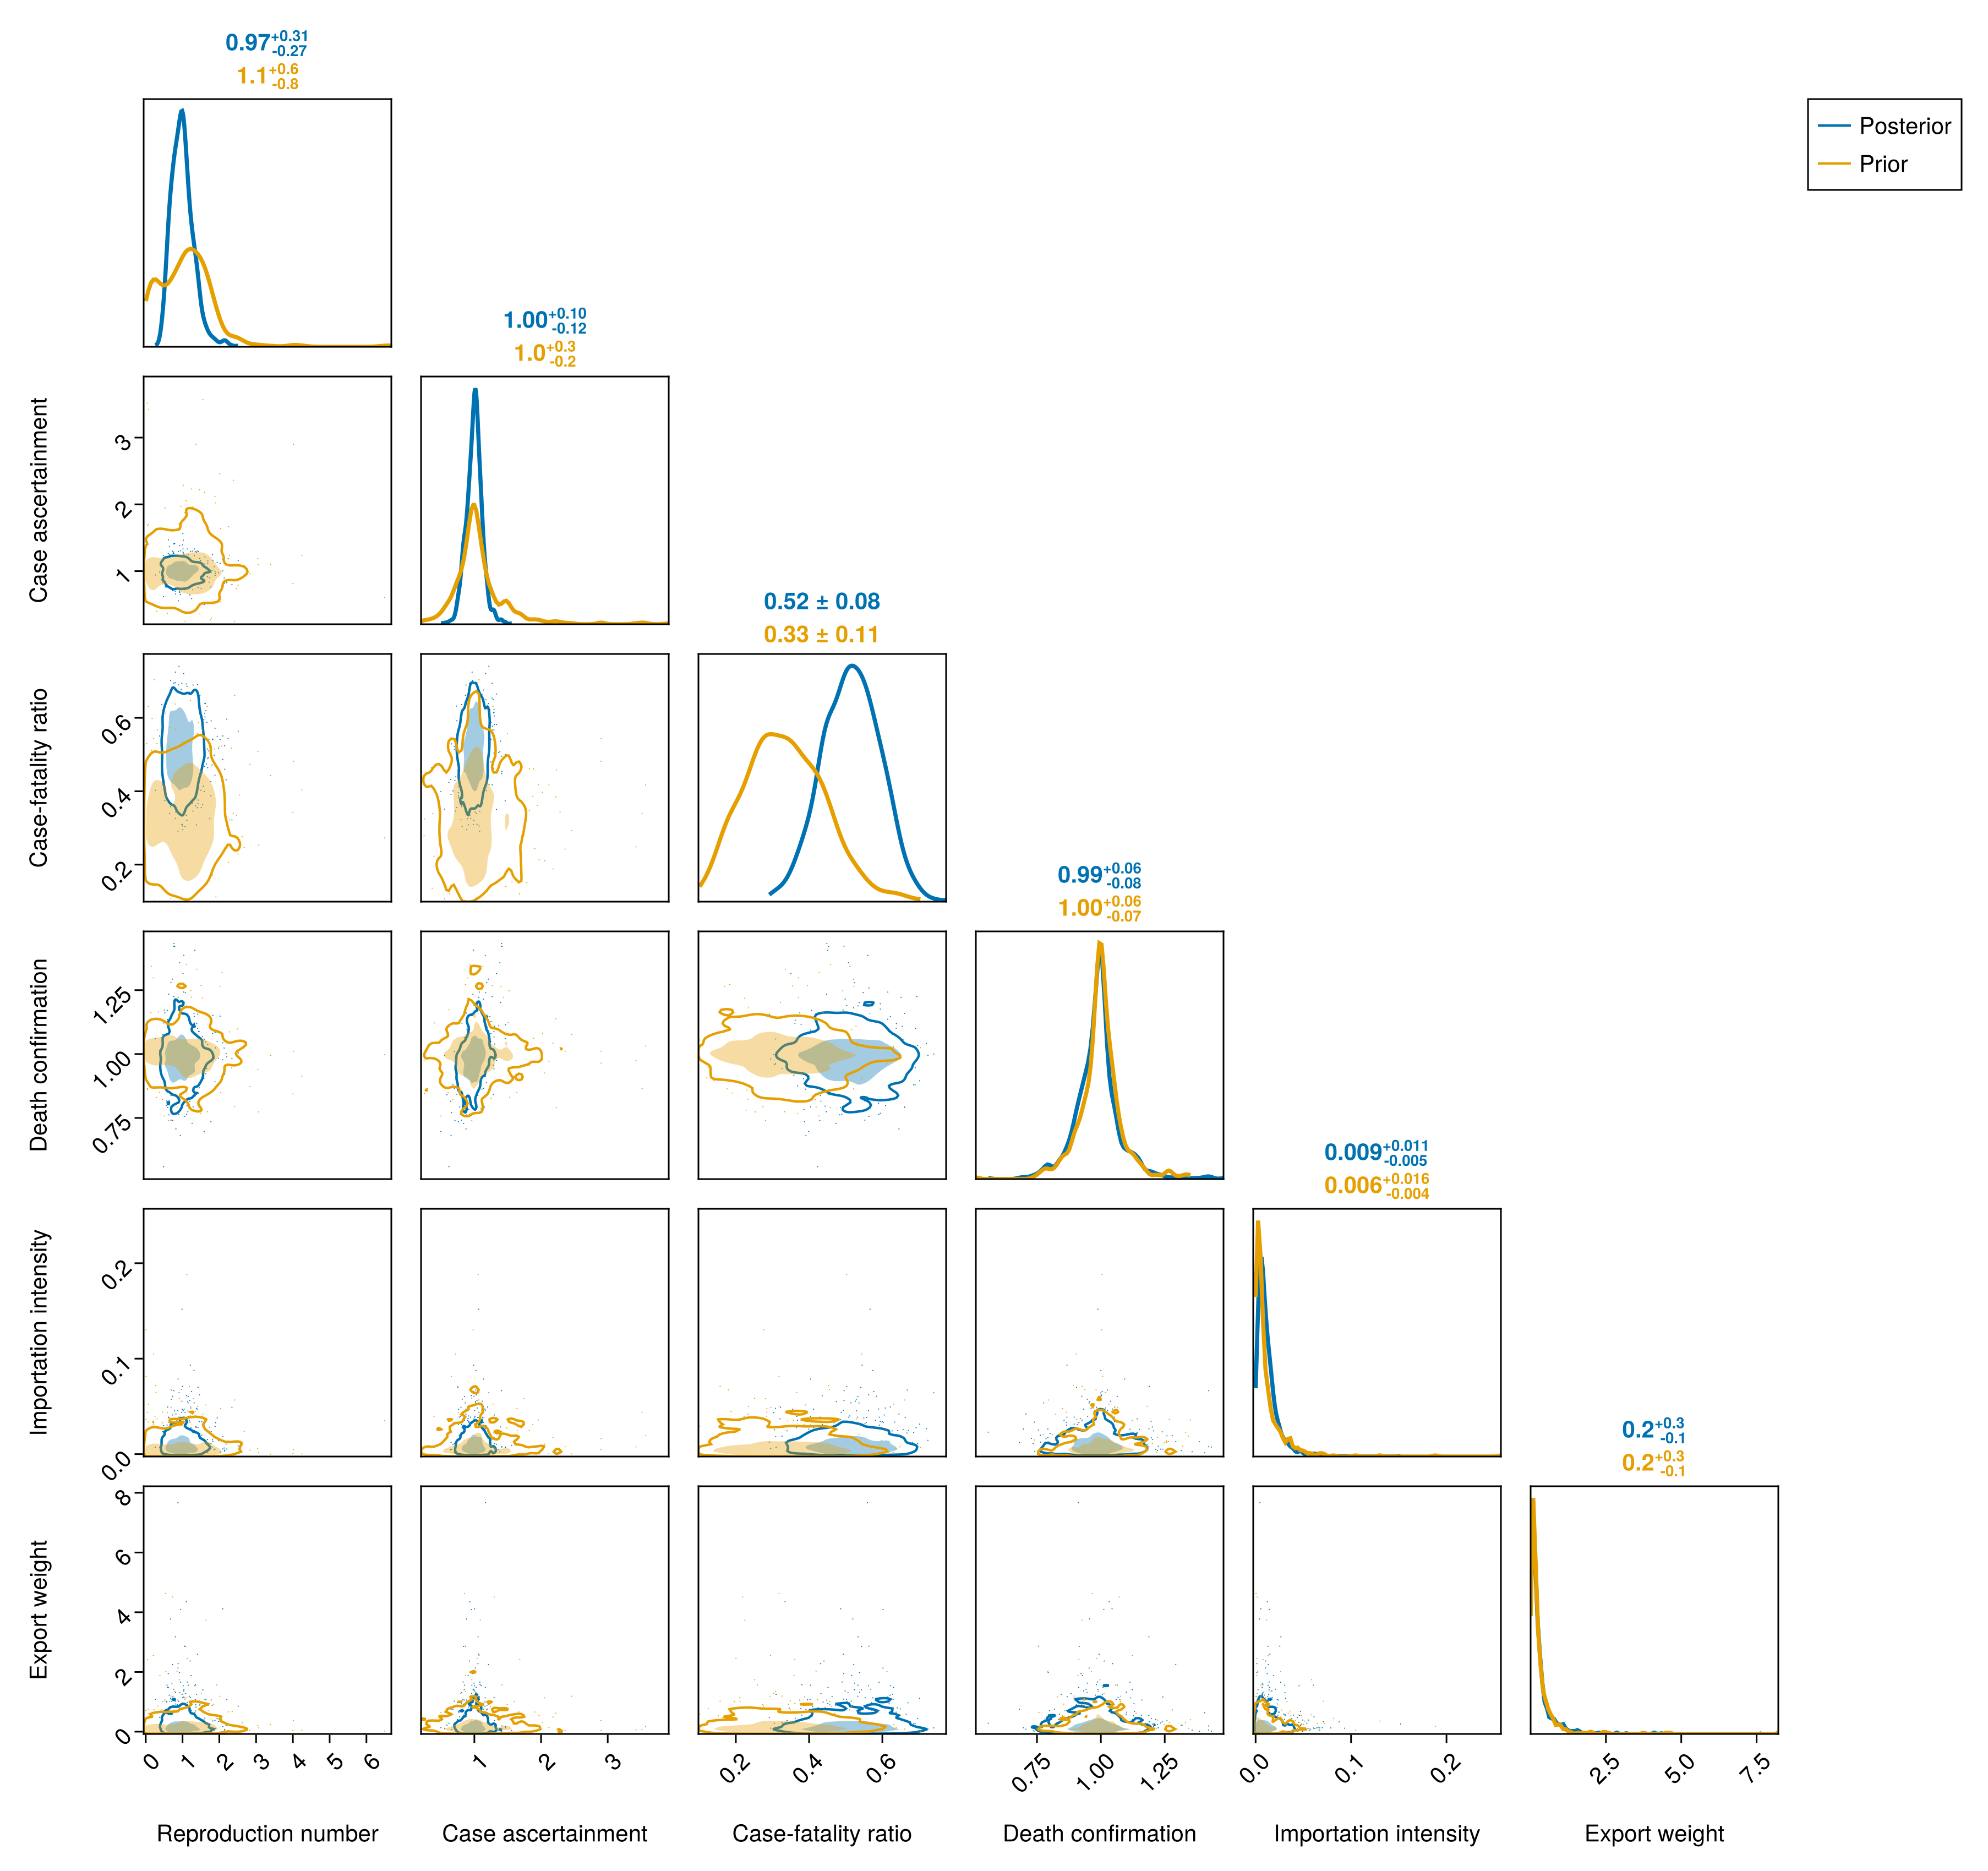 0.97+0.31-0.27
1.1+0.6-0.8
Posterior
Prior
1.00+0.10-0.12
1.0+0.3-0.2
Case ascertainment
3
2
1
0.52 ± 0.08
0.33 ± 0.11
Case-fatality ratio
0.6
0.4
0.2
0.99+0.06-0.08
1.00+0.06-0.07
Death confirmation
1.25
1.00
0.75
0.009+0.011-0.005
0.006+0.016-0.004
Importation intensity
0.2
0.1
0.0
0.2+0.3-0.1
0.2+0.3-0.1
Export weight
8
6
4
2
0
0 1 2 3 4 5 6 1 2 3 0.2 0.4 0.6 0.75 1.00 1.25 0.0 0.1 0.2 2.5 5.0 7.5
Reproduction number Case ascertainment Case-fatality ratio Death confirmation Importation intensity Export weight